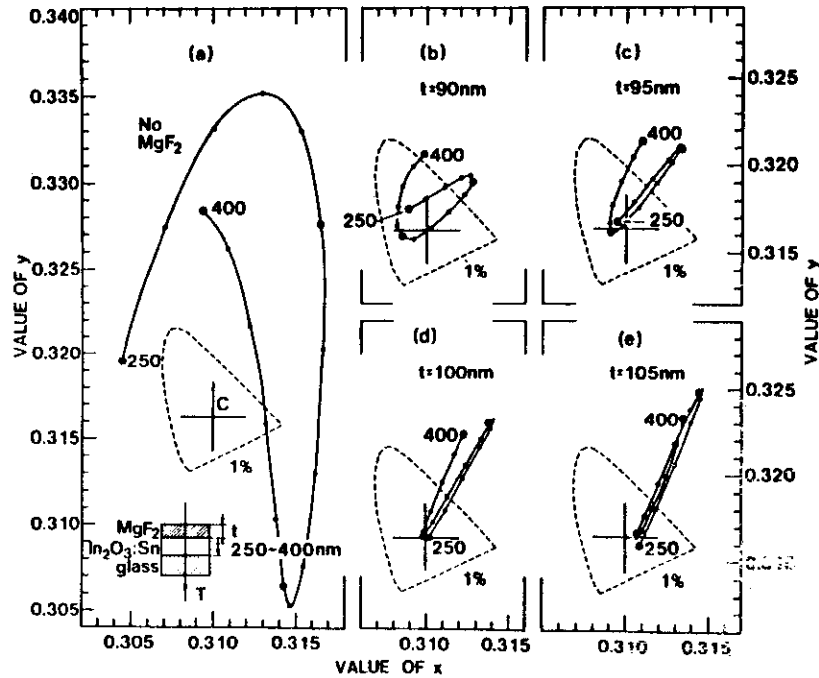 0.340
0.335
0.330
0.325
0.320
0.315
0.310
0.305
VALUE OF y
(a)
No
MgF2
400
250
C
1%
MgF2
t
In2O3:Sn
250~400nm
glass
T
0.305
0.310
0.315
(b)
t=90nm
400
250
1%
(c)
t=95nm
400
250
1%
0.325
0.320
0.315
VALUE OF y
(d)
t=100nm
400
250
1%
0.310
0.315
(e)
t=105nm
400
250
1%
0.325
0.320
0.310
0.315
VALUE OF x